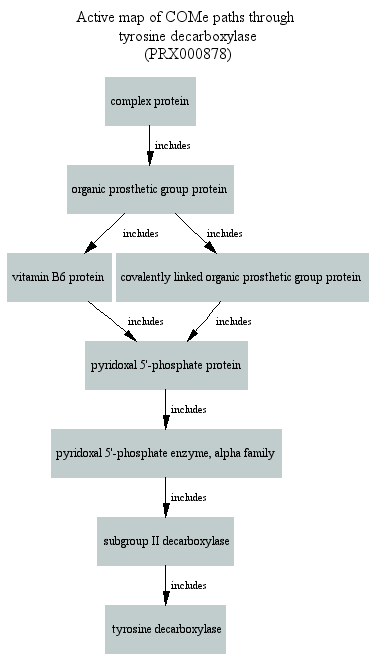 Active map of COMe paths through
tyrosine decarboxylase
(PRX000878)
complex protein
includes
organic prosthetic group protein
includes
includes
vitamin B6 protein
covalently linked organic prosthetic group protein
includes
includes
pyridoxal 5'-phosphate protein
includes
pyridoxal 5'-phosphate enzyme, alpha family
includes
subgroup II decarboxylase
includes
tyrosine decarboxylase